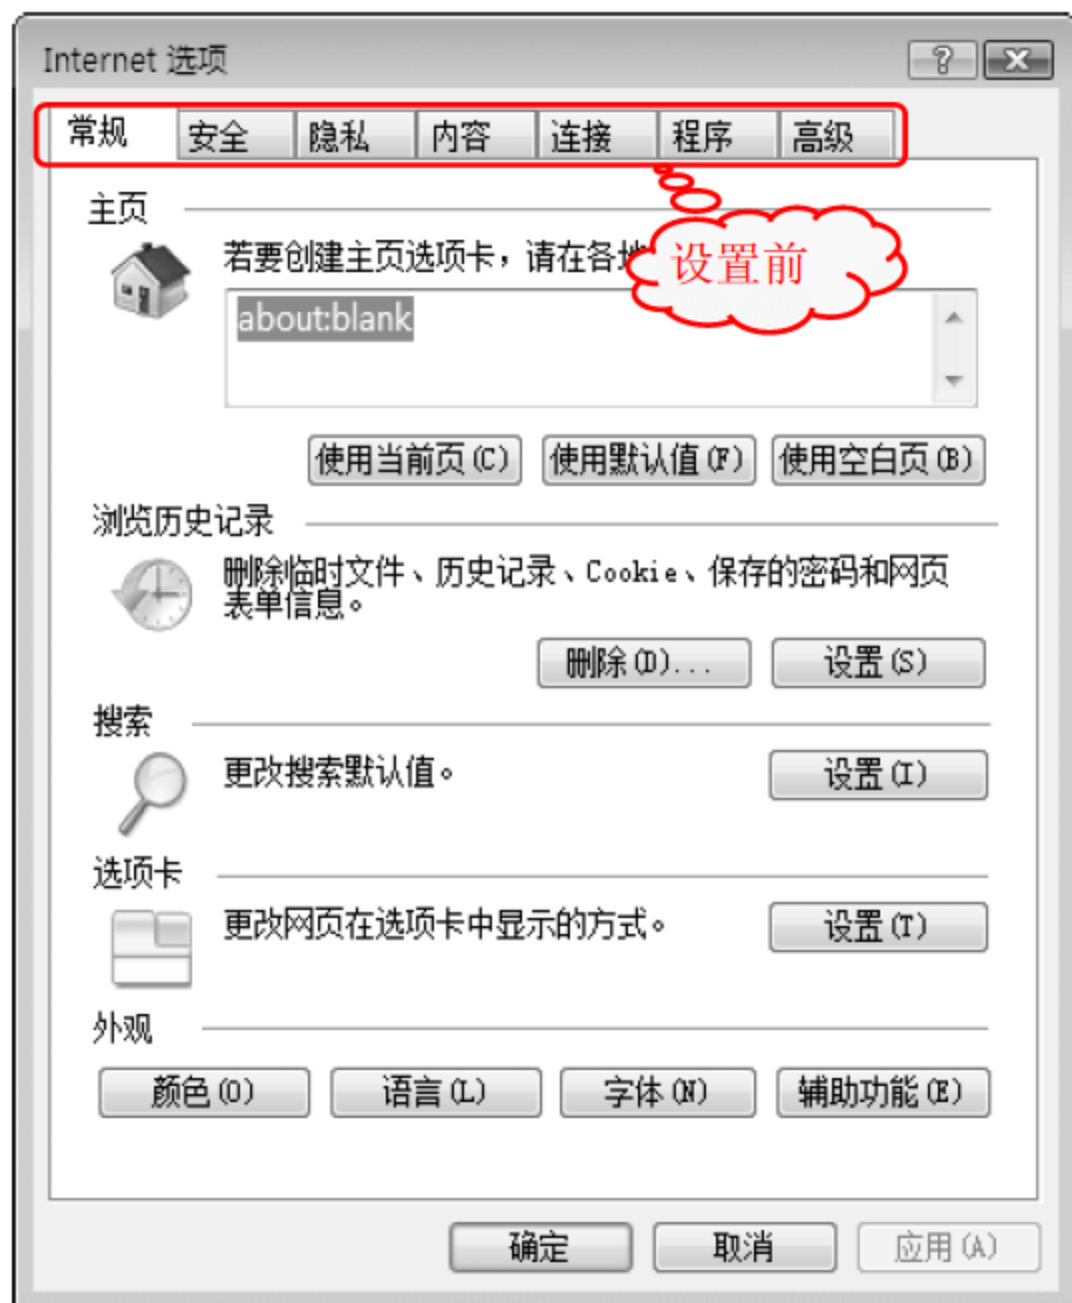 Internet 选项
常规 安全 隐私 内容 连接 程序 高级
设置前
主页
若要创建主页选项卡，请在各地
about:blank
使用当前页(C) 使用默认值(F) 使用空白页(B)
浏览历史记录
删除临时文件、历史记录、Cookie、保存的密码和网页
表单信息。
删除(D)... 设置(S)
搜索
更改搜索默认值。
设置(I)
选项卡
更改网页在选项卡中显示的方式。
设置(T)
外观
颜色(O) 语言(L) 字体(N) 辅助功能(E)
确定 取消 应用(A)